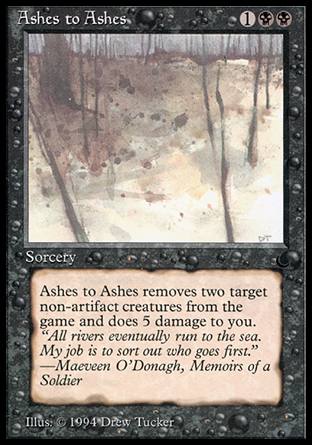 Ashes to Ashes 1
DT
Sorcery
Ashes to Ashes removes two target
non-artifact creatures from the
game and does 5 damage to you.
“All rivers eventually run to the sea.
My job is to sort out who goes first.”
—Maeveen O’Donagh, Memoirs of a
Soldier
Illus. © 1994 Drew Tucker